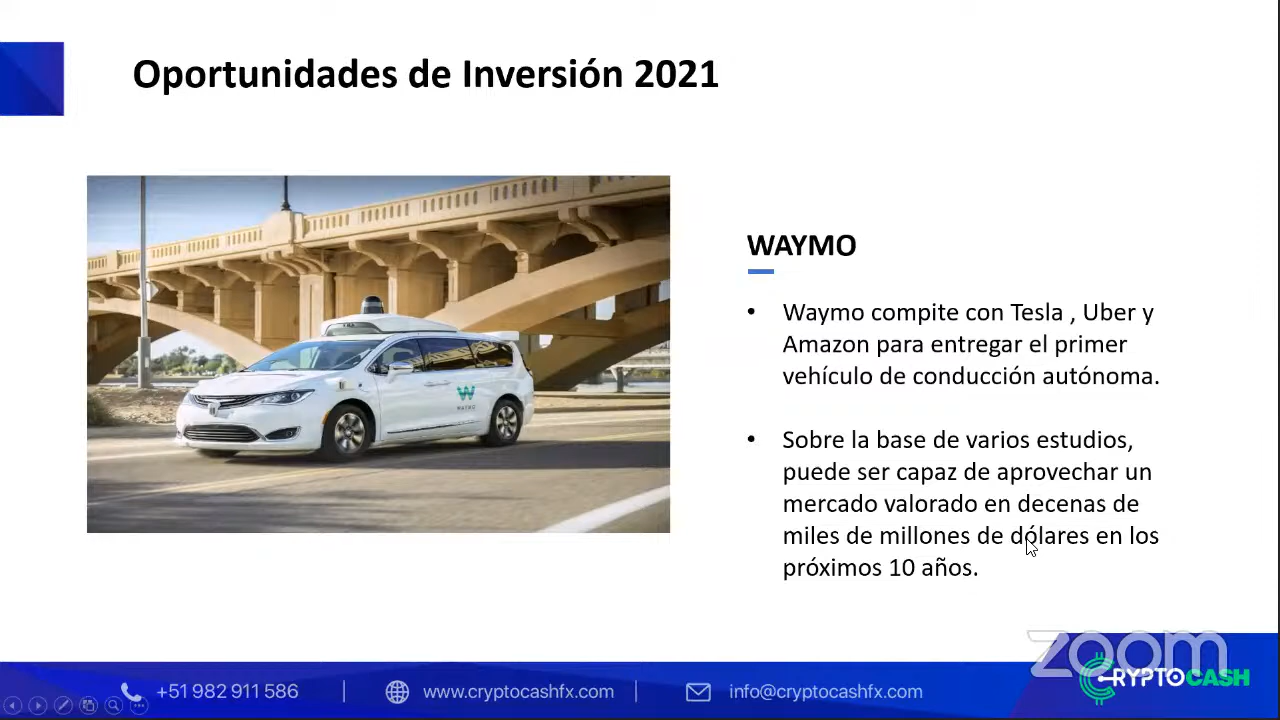 Oportunidades de Inversión 2021
WAYMO
WAYMO
• Waymo compite con Tesla , Uber y
Amazon para entregar el primer
vehículo de conducción autónoma.
• Sobre la base de varios estudios,
puede ser capaz de aprovechar un
mercado valorado en decenas de
miles de millones de dólares en los
próximos 10 años.
zoom
+51 982 911 586
www.cryptocashfx.com
info@cryptocashfx.com
CRYPTOCASH